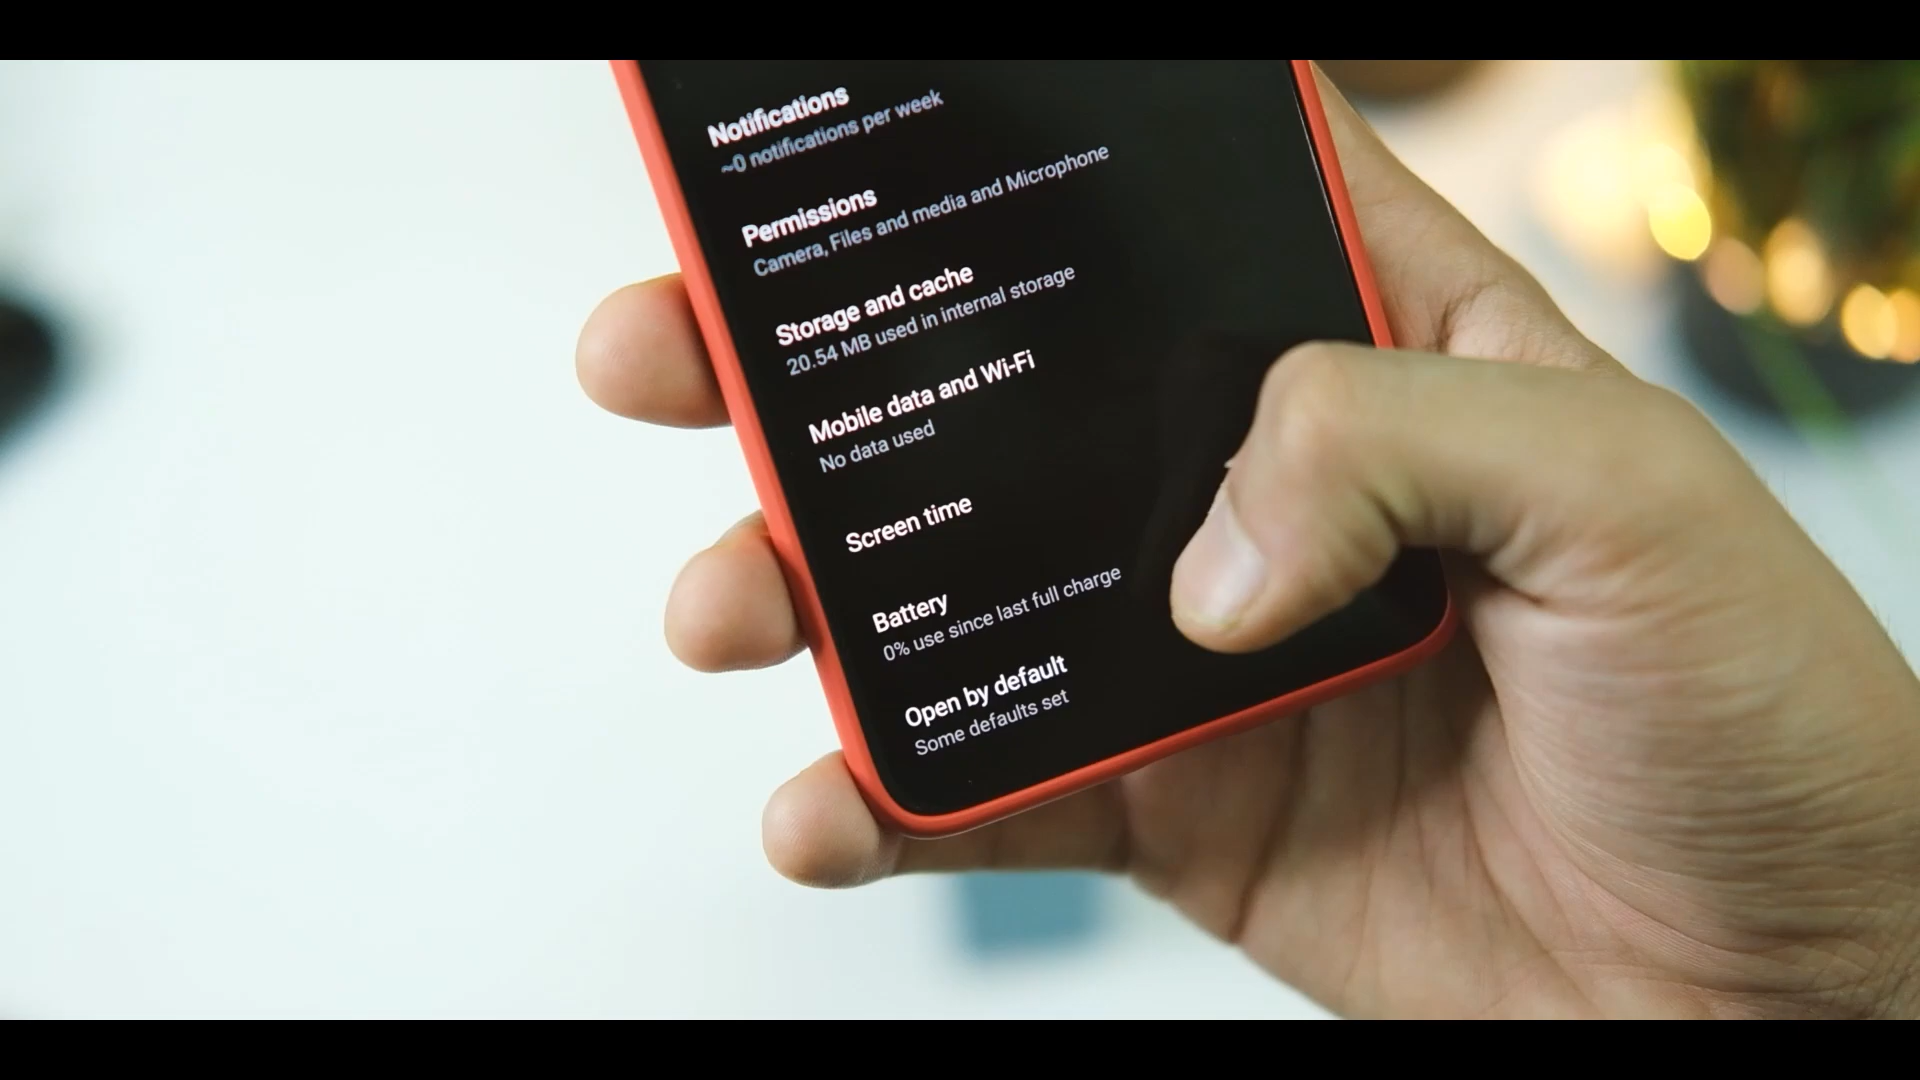 Notifications
~0 notifications per week
Permissions
Camera, Files and media and Microphone
Storage and cache
20.54 MB used in internal storage
Mobile data and Wi-Fi
No data used
Screen time
Battery
0% use since last full charge
Open by default
Some defaults set